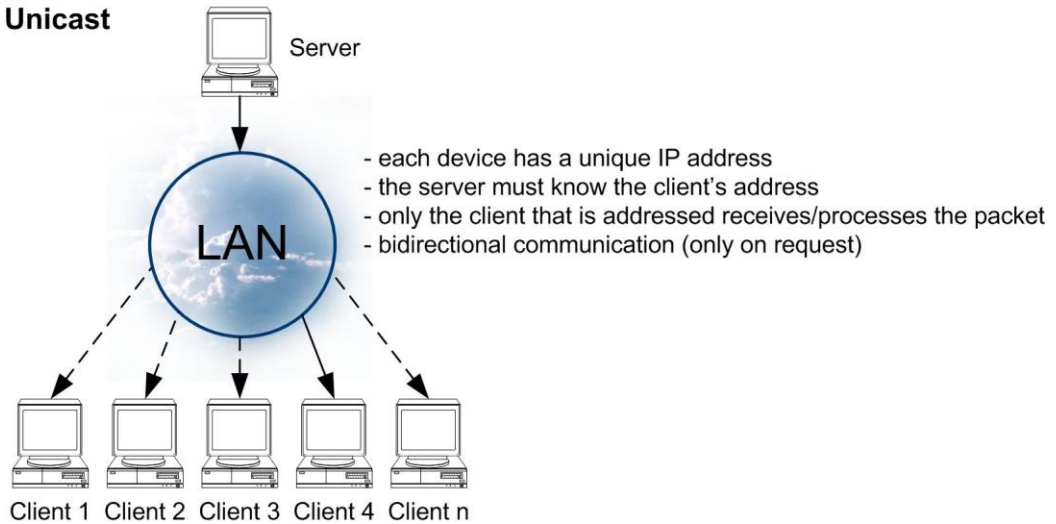 Unicast
Server
- each device has a unique IP address
- the server must know the client's address
- only the client that is addressed receives/processes the packet
- bidirectional communication (only on request)
LAN
Client 1 Client 2 Client 3 Client 4 Client n